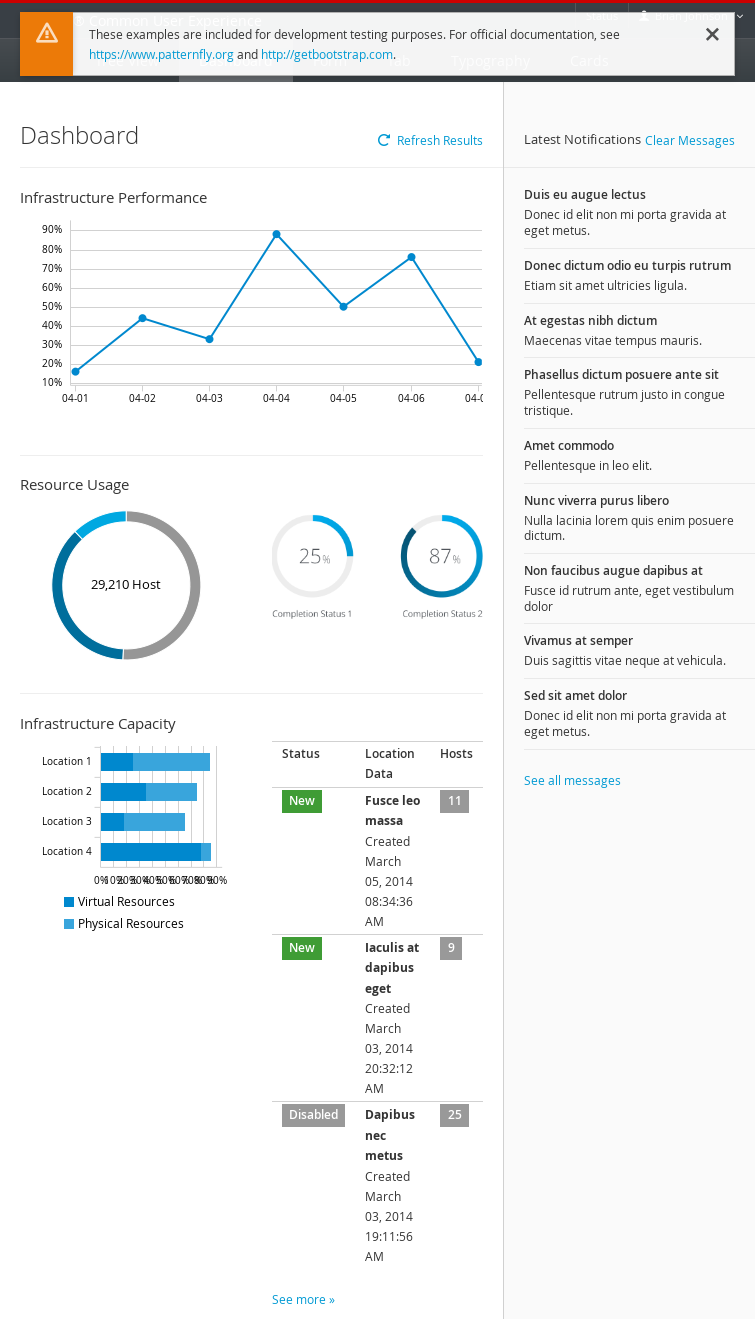 Common User Experience
Status
These examples are included for development testing purposes. For official documentation, see
https://www.patternfly.org and http://getbootstrap.com.
Typography
Cards
Dashboard
Refresh Results
Infrastructure Performance
90%
80%
70%
60%
50%
40%
30%
20%
10%
04-01
04-02
04-03
04-04
04-05
04-06
Resource Usage
29,210 Host
25%
Completion Status 1
87%
Completion Status 2
Infrastructure Capacity
Location 1
Location 2
Location 3
Location 4
0% 10% 20% 30% 40% 50% 60% 70% 80% 90%
Virtual Resources
Physical Resources
Status
Location
Data
Hosts
New
Fusce leo
massa
Created
March
05, 2014
08:34:36
AM
11
New
Iaculis at
dapibus
eget
Created
March
03, 2014
20:32:12
AM
9
Disabled
Dapibus
nec
metus
Created
March
03, 2014
19:11:56
AM
25
See more »
Latest Notifications
Clear Messages
Duis eu augue lectus
Donec id elit non mi porta gravida at
eget metus.
Donec dictum odio eu turpis rutrum
Etiam sit amet ultricies ligula.
At egestas nibh dictum
Maecenas vitae tempus mauris.
Phasellus dictum posuere ante sit
Pellentesque rutrum justo in congue
tristique.
Amet commodo
Pellentesque in leo elit.
Nunc viverra purus libero
Nulla lacinia lorem quis enim posuere
dictum.
Non faucibus augue dapibus at
Fusce id rutrum ante, eget vestibulum
dolor
Vivamus at semper
Duis sagittis vitae neque at vehicula.
Sed sit amet dolor
Donec id elit non mi porta gravida at
eget metus.
See all messages